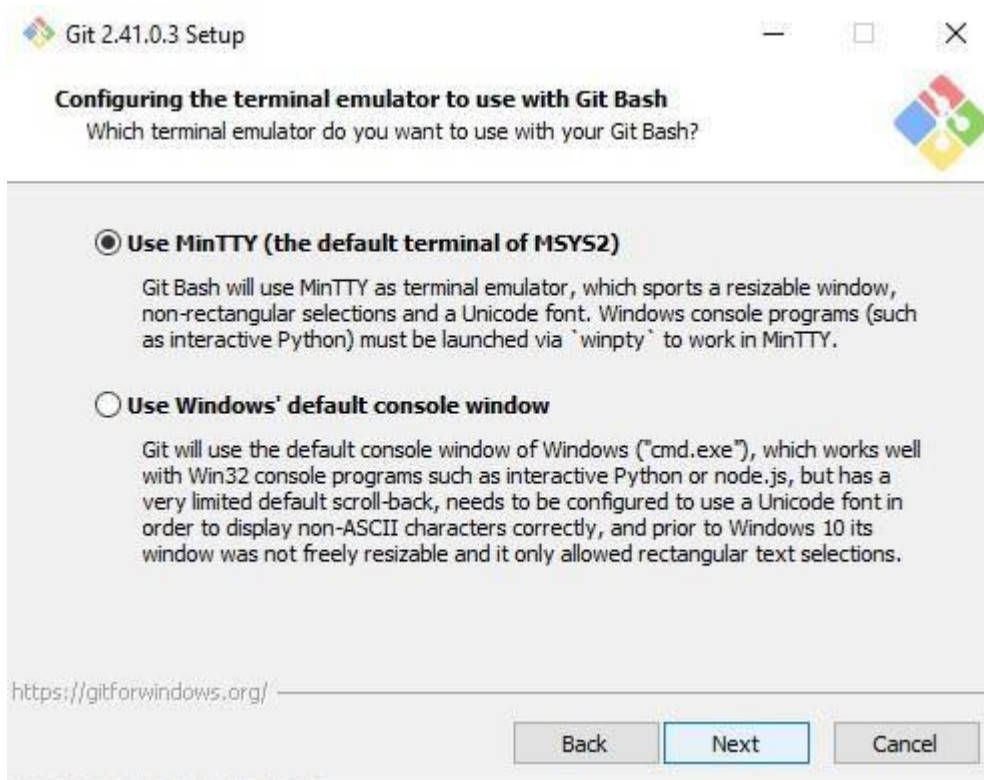 Git 2.41.0.3 Setup
Configuring the terminal emulator to use with Git Bash
Which terminal emulator do you want to use with your Git Bash?
Use MinTTY (the default terminal of MSYS2)
Git Bash will use MinTTY as terminal emulator, which sports a resizable window,
non-rectangular selections and a Unicode font. Windows console programs (such
as interactive Python) must be launched via `winpty` to work in MinTTY.
Use Windows' default console window
Git will use the default console window of Windows ("cmd.exe"), which works well
with Win32 console programs such as interactive Python or node.js, but has a
very limited default scroll-back, needs to be configured to use a Unicode font in
order to display non-ASCII characters correctly, and prior to Windows 10 its
window was not freely resizable and it only allowed rectangular text selections.
https://gitforwindows.org/
Back Next Cancel